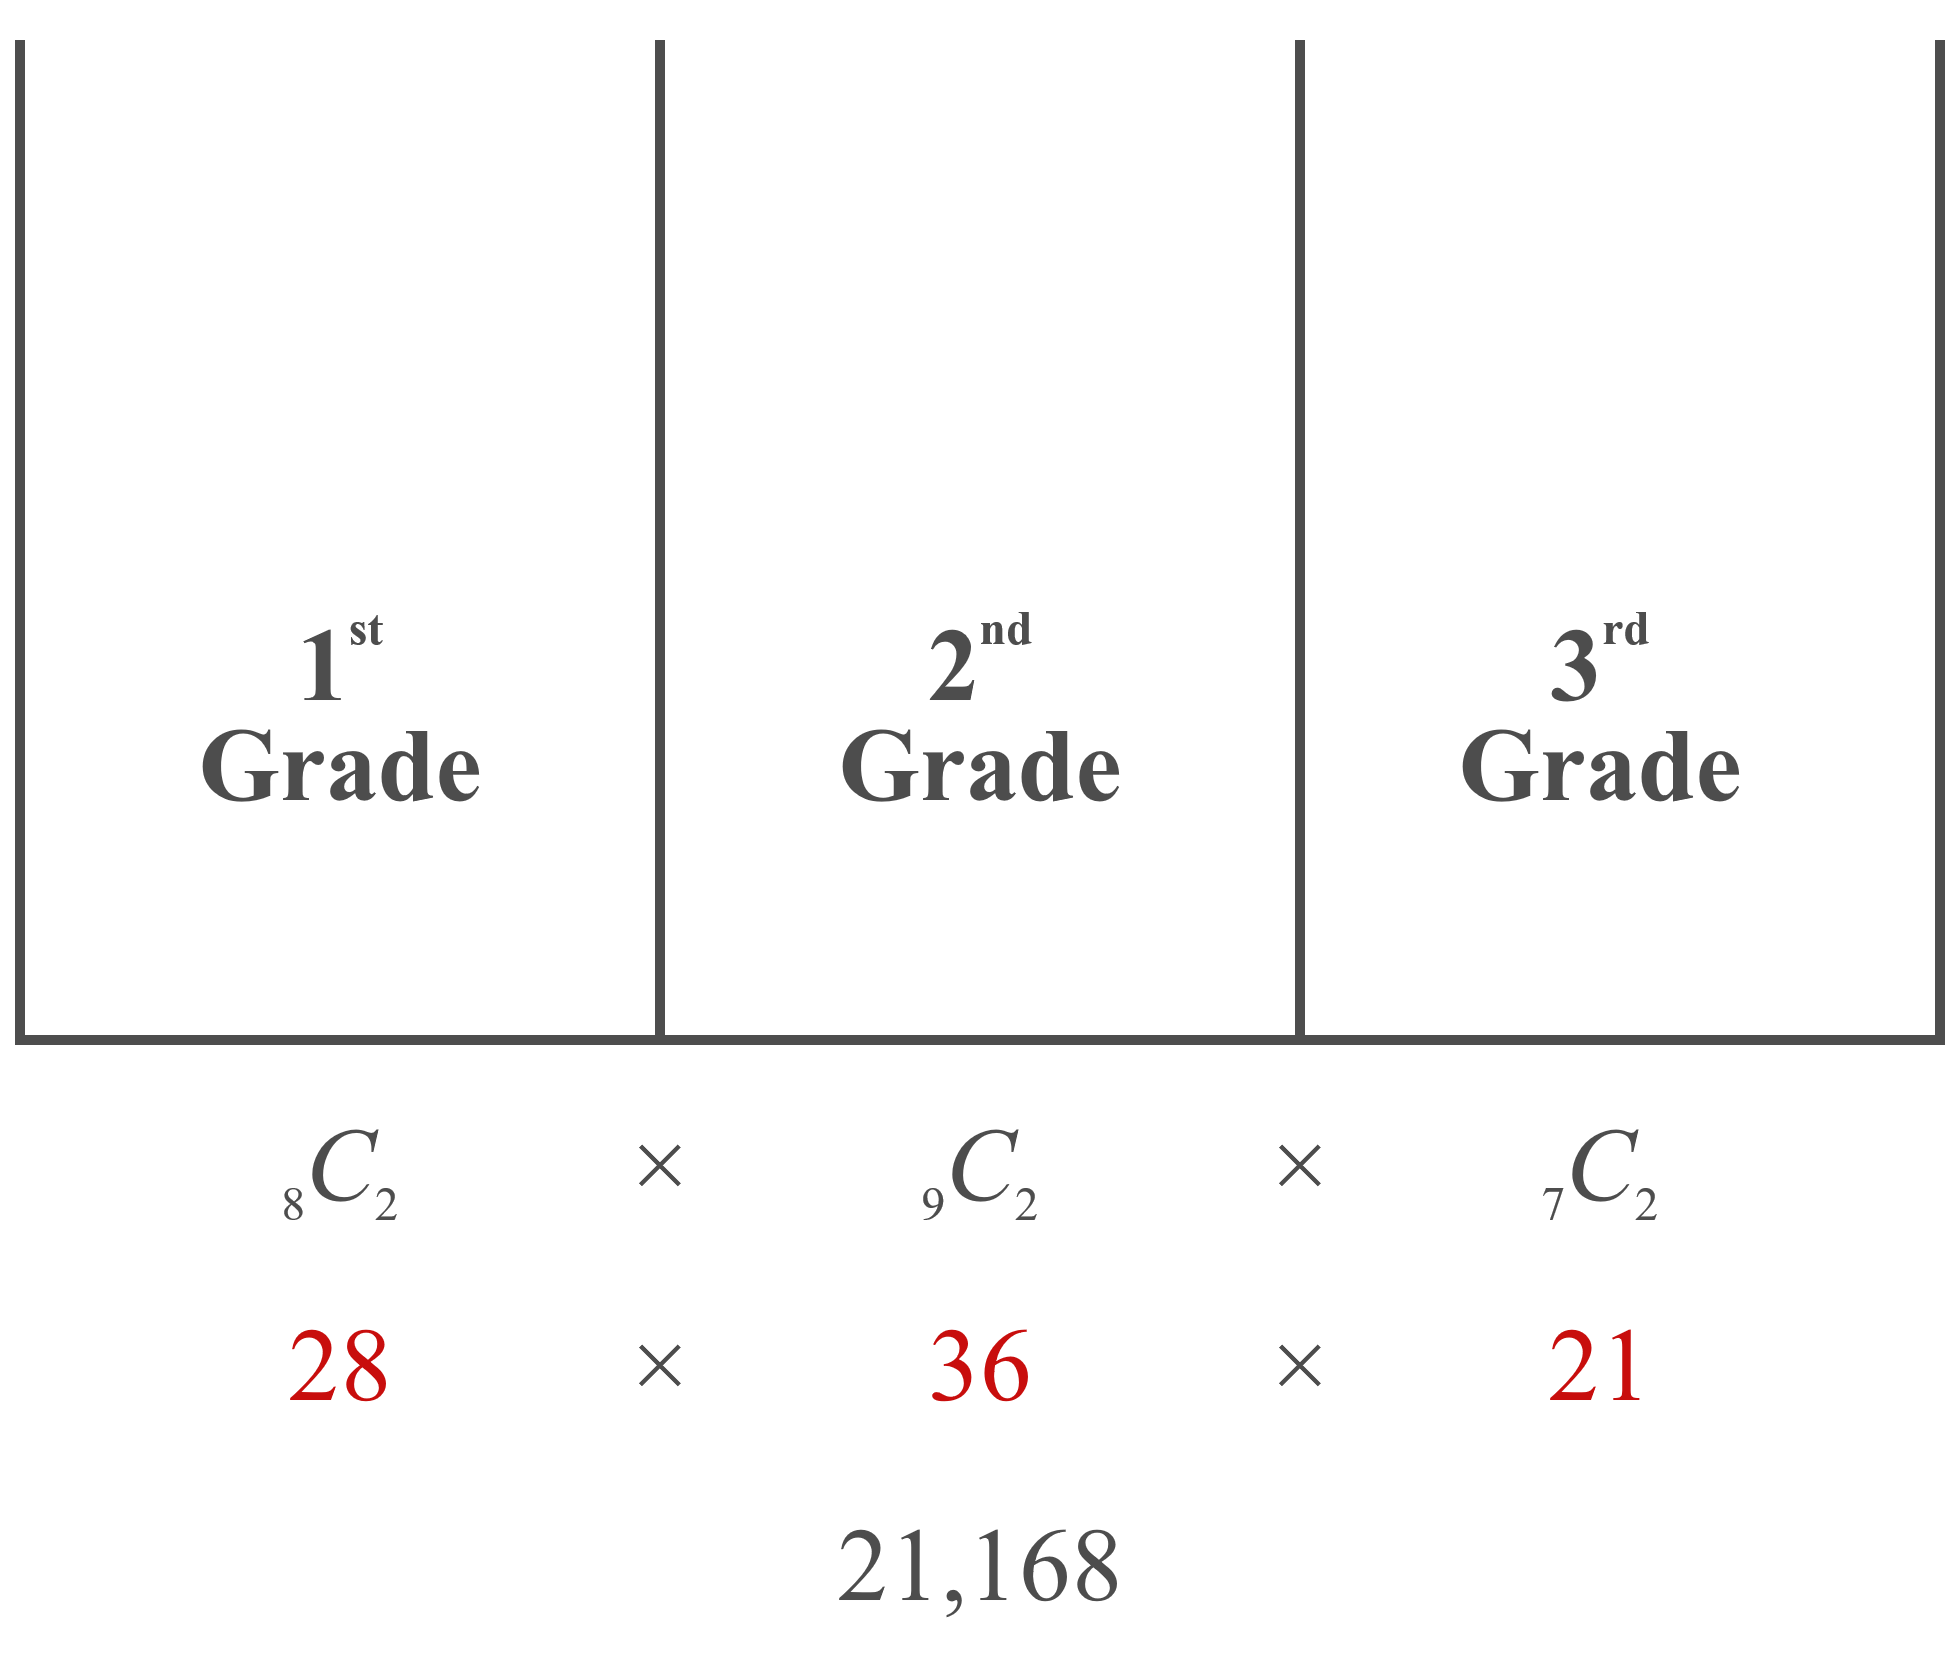 1st 2nd 3rd
Grade Grade Grade
8C2 × 9C2 × 7C2
28 × 36 × 21
21,168